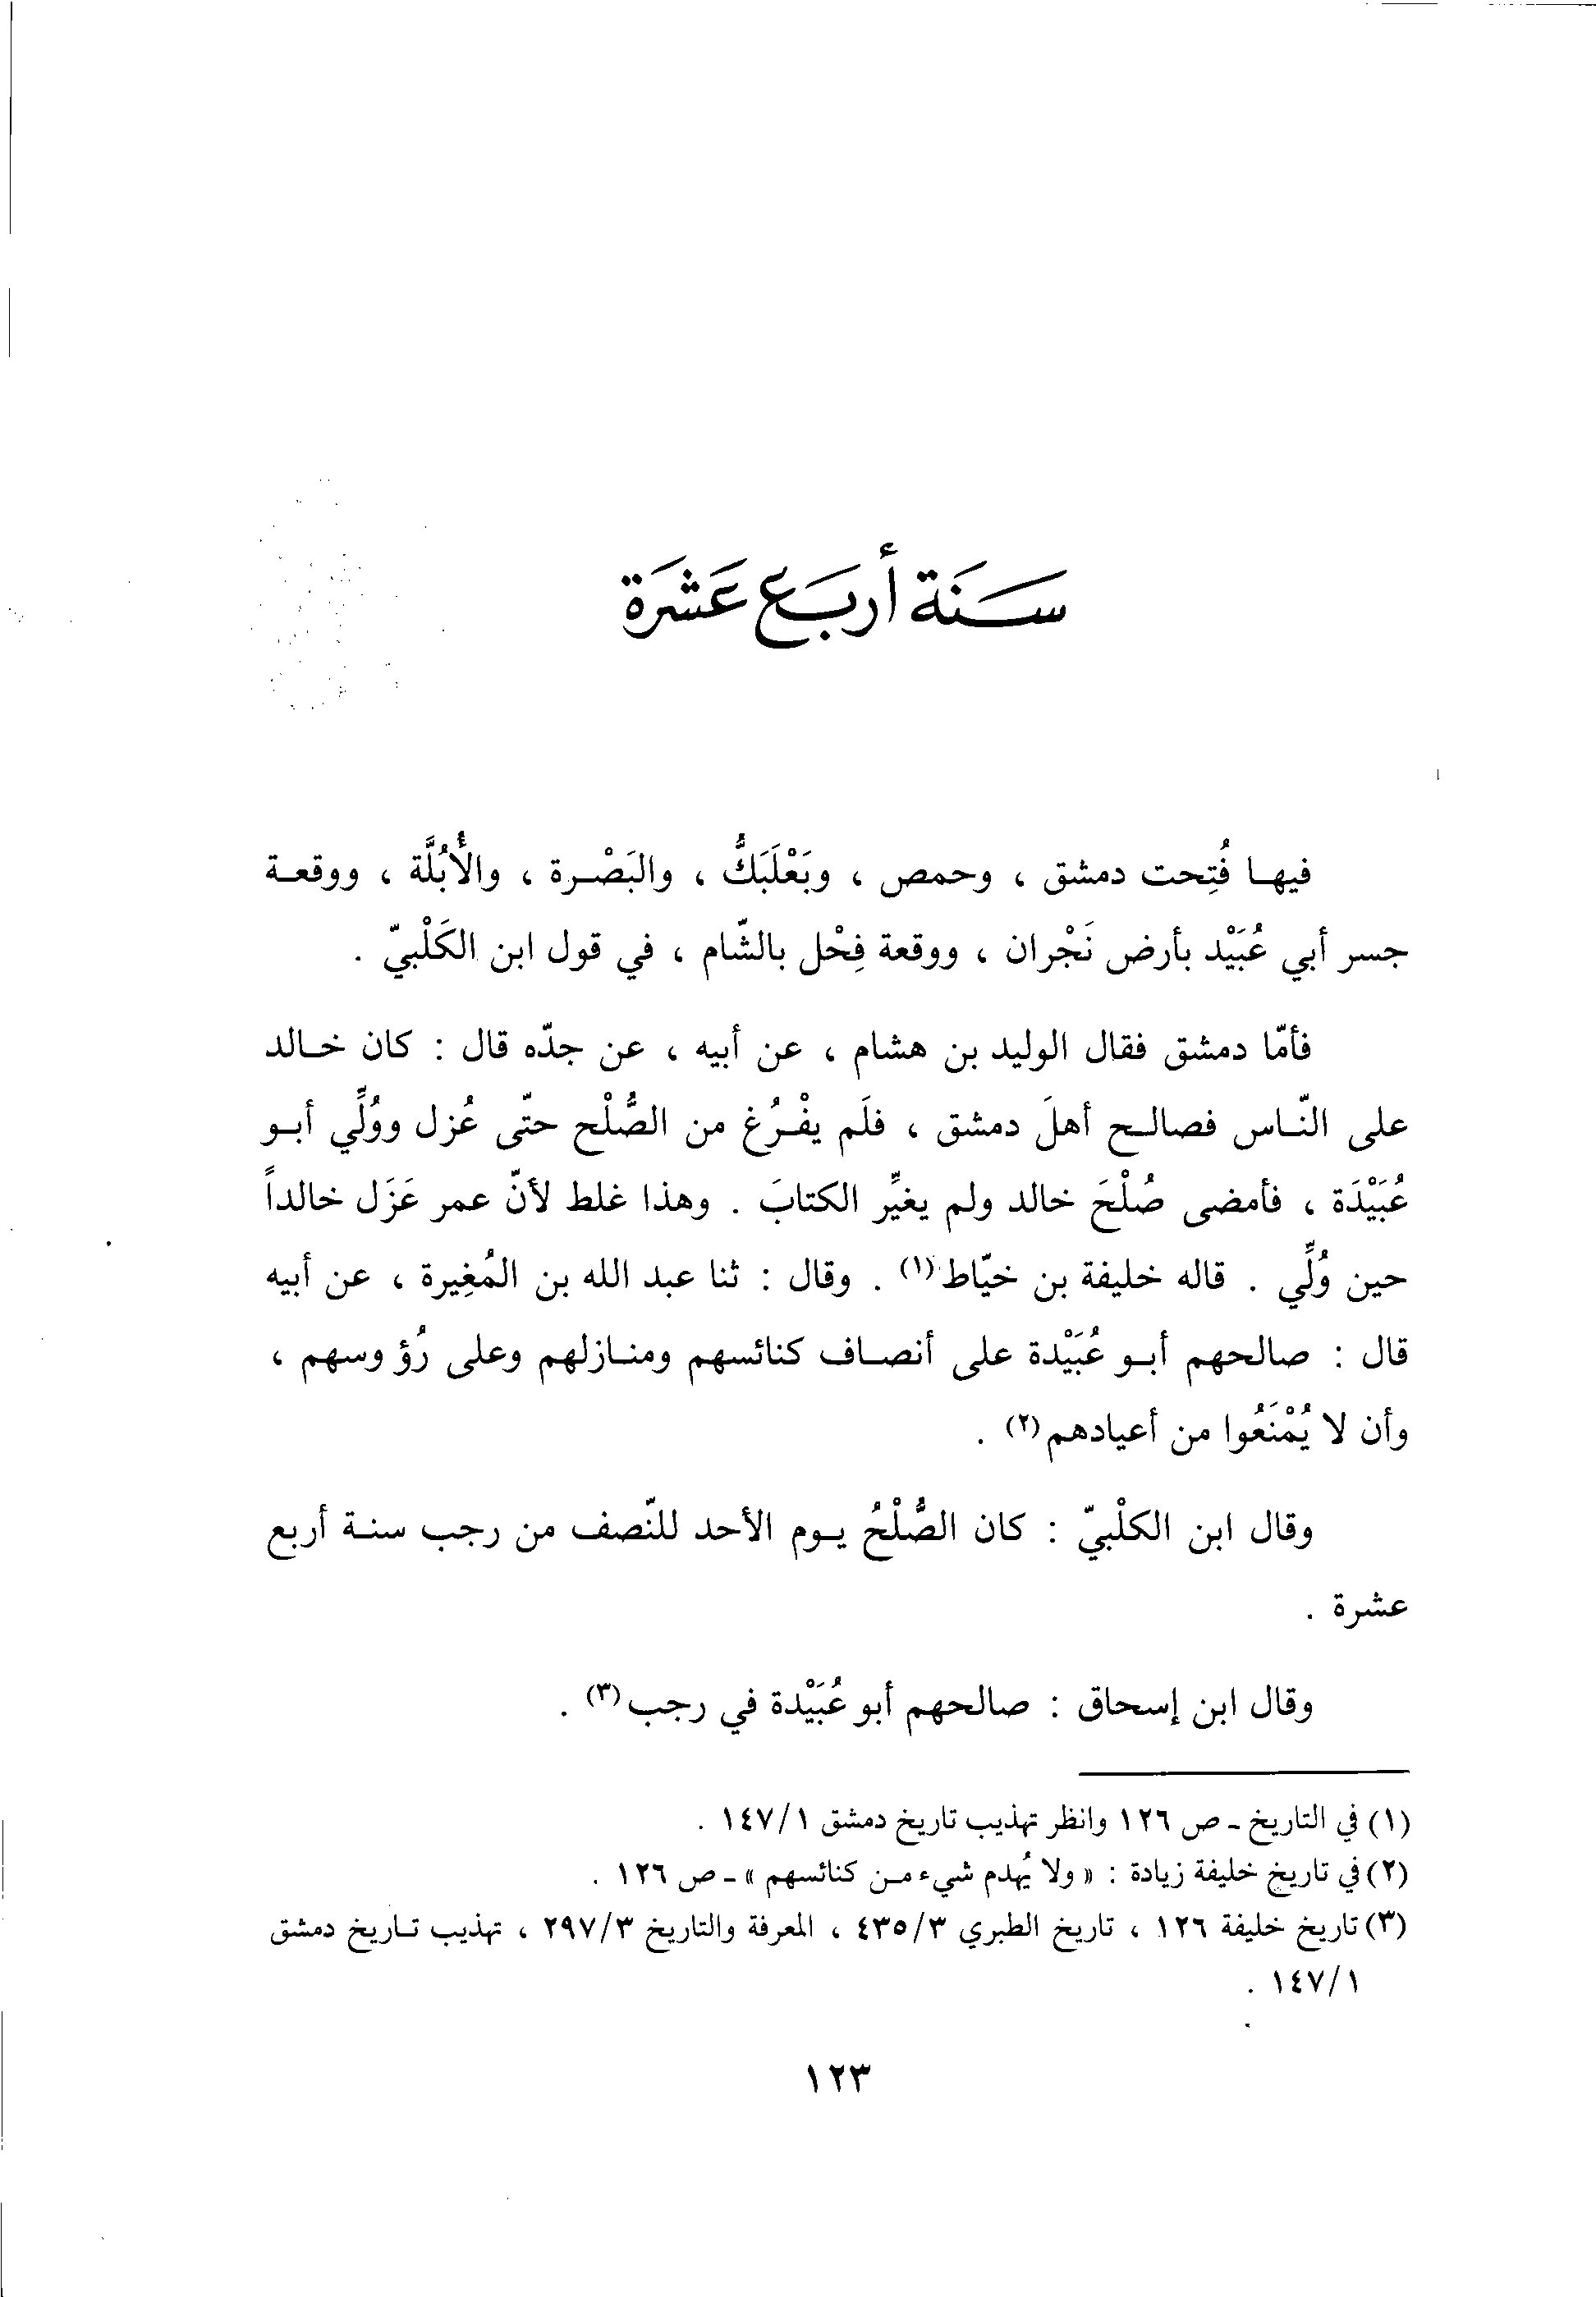 سَنَة أربَع عَشرَة
فيها فُتِحت دمشق ، وحمص ، وبَعْلَبَكُّ ، والبَصْرة ، والأُبُلَّة ، ووقعة
جسر أبي عُبَيْد بأرض نَجْران ، ووقعة فِحْل بالشّام ، في قول ابن الكَلْبيّ .
فأمّا دمشق فقال الوليد بن هشام ، عن أبيه ، عن جدّه قال : كان خالد
على النّاس فصالح أهلَ دمشق ، فلَم يفْرُغ من الصُّلْح حتّى عُزل ووُلِّي أبو
عُبَيْدَة ، فأمضى صُلْحَ خالد ولم يغيِّر الكتابَ . وهذا غلط لأنّ عمر عَزَل خالداً
حين وُلِّي . قاله خليفة بن خيّاط(١) . وقال : ثنا عبد الله بن المُغِيرة ، عن أبيه
قال : صالحهم أبو عُبَيْدة على أنصاف كنائسهم ومنازلهم وعلى رُؤوسهم ،
وأن لا يُمْنَعُوا من أعيادهم(٢) .
وقال ابن الكلْبيّ : كان الصُّلْحُ يوم الأحد للنّصف من رجب سنة أربع
عشرة .
وقال ابن إسحاق : صالحهم أبو عُبَيْدة في رجب(٣) .
(١) في التاريخ - ص ١٢٦ وانظر تهذيب تاريخ دمشق ١/١٤٧ .
(٢) في تاريخ خليفة زيادة : « ولا يُهدم شيء من كنائسهم » - ص ١٢٦ .
(٣) تاريخ خليفة ١٢٦ ، تاريخ الطبري ٣/٤٣٥ ، المعرفة والتاريخ ٣/٢٩٧ ، تهذيب تاريخ دمشق
١/١٤٧ .
١٢٣